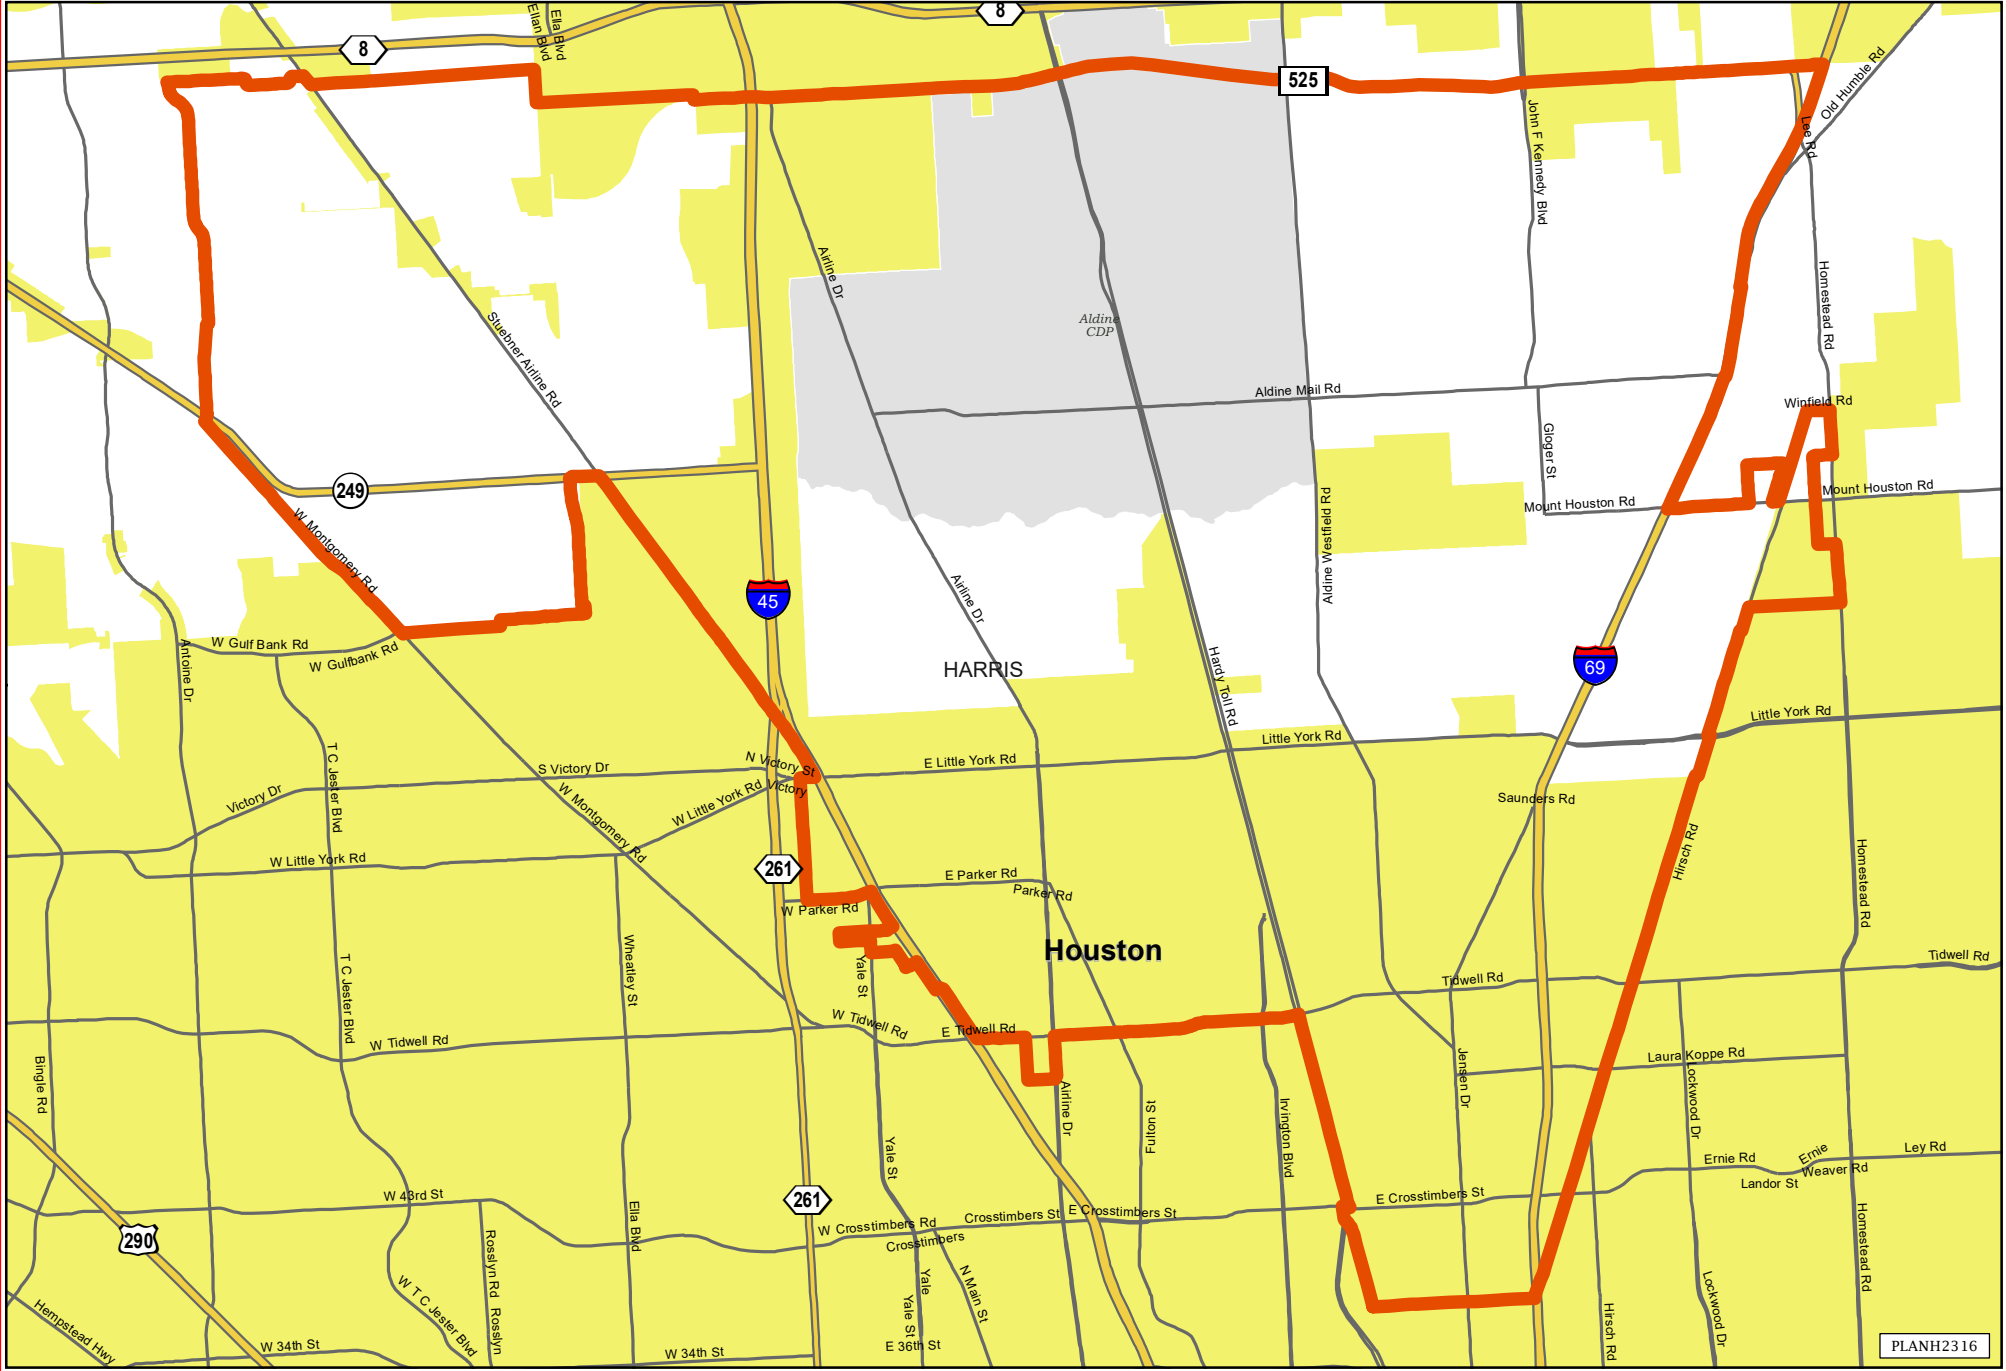 8
8
Ellan Blvd
Ella Blvd
525
Old Humble Rd
Lee Rd
John F Kennedy Blvd
Airline Dr
Homestead Rd
Stuebner Airline Rd
Aldine
CDP
Aldine Mail Rd
Winfield Rd
Gloger St
249
Mount Houston Rd
Mount Houston Rd
W Montgomery Rd
Aldine Westfield Rd
45
Airline Dr
W Gulf Bank Rd
W Gulfbank Rd
Antoine Dr
HARRIS
Hardy Toll Rd
69
Little York Rd
Little York Rd
T C Jester Blvd
S Victory Dr
N Victory St
Victory
E Little York Rd
Victory Dr
W Montgomery Rd
W Little York Rd
Saunders Rd
Hirsch Rd
W Little York Rd
261
E Parker Rd
Parker Rd
W Parker Rd
Homestead Rd
Houston
Wheatley St
Yale St
T C Jester Blvd
Tidwell Rd
Tidwell Rd
W Tidwell Rd
E Tidwell Rd
W Tidwell Rd
Laura Koppe Rd
Bingle Rd
Jensen Dr
Lockwood Dr
Airline Dr
Fulton St
Irvington Blvd
Yale St
Ernie Rd
Ernie
Ley Rd
Weaver Rd
Landor St
W 43rd St
261
E Crosstimbers St
W Crosstimbers Rd
Crosstimbers St
E Crosstimbers St
Crosstimbers
290
Ella Blvd
Rosslyn Rd
Rosslyn
Homestead Rd
W T C Jester Blvd
Yale
Yale St
N Main St
Lockwood Dr
Hirsch Rd
Hempstead Hwy
W 34th St
W 34th St
E 36th St
PLANH2316